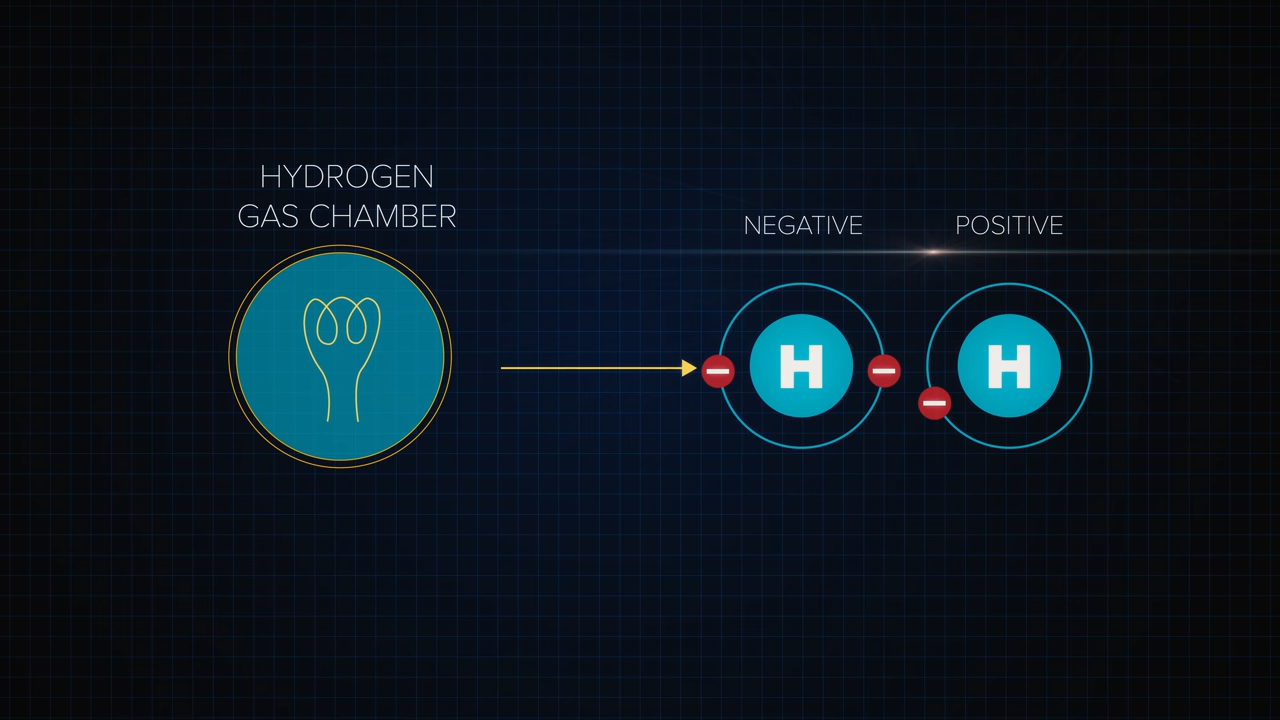 HYDROGEN
GAS CHAMBER
NEGATIVE
POSITIVE
H
H